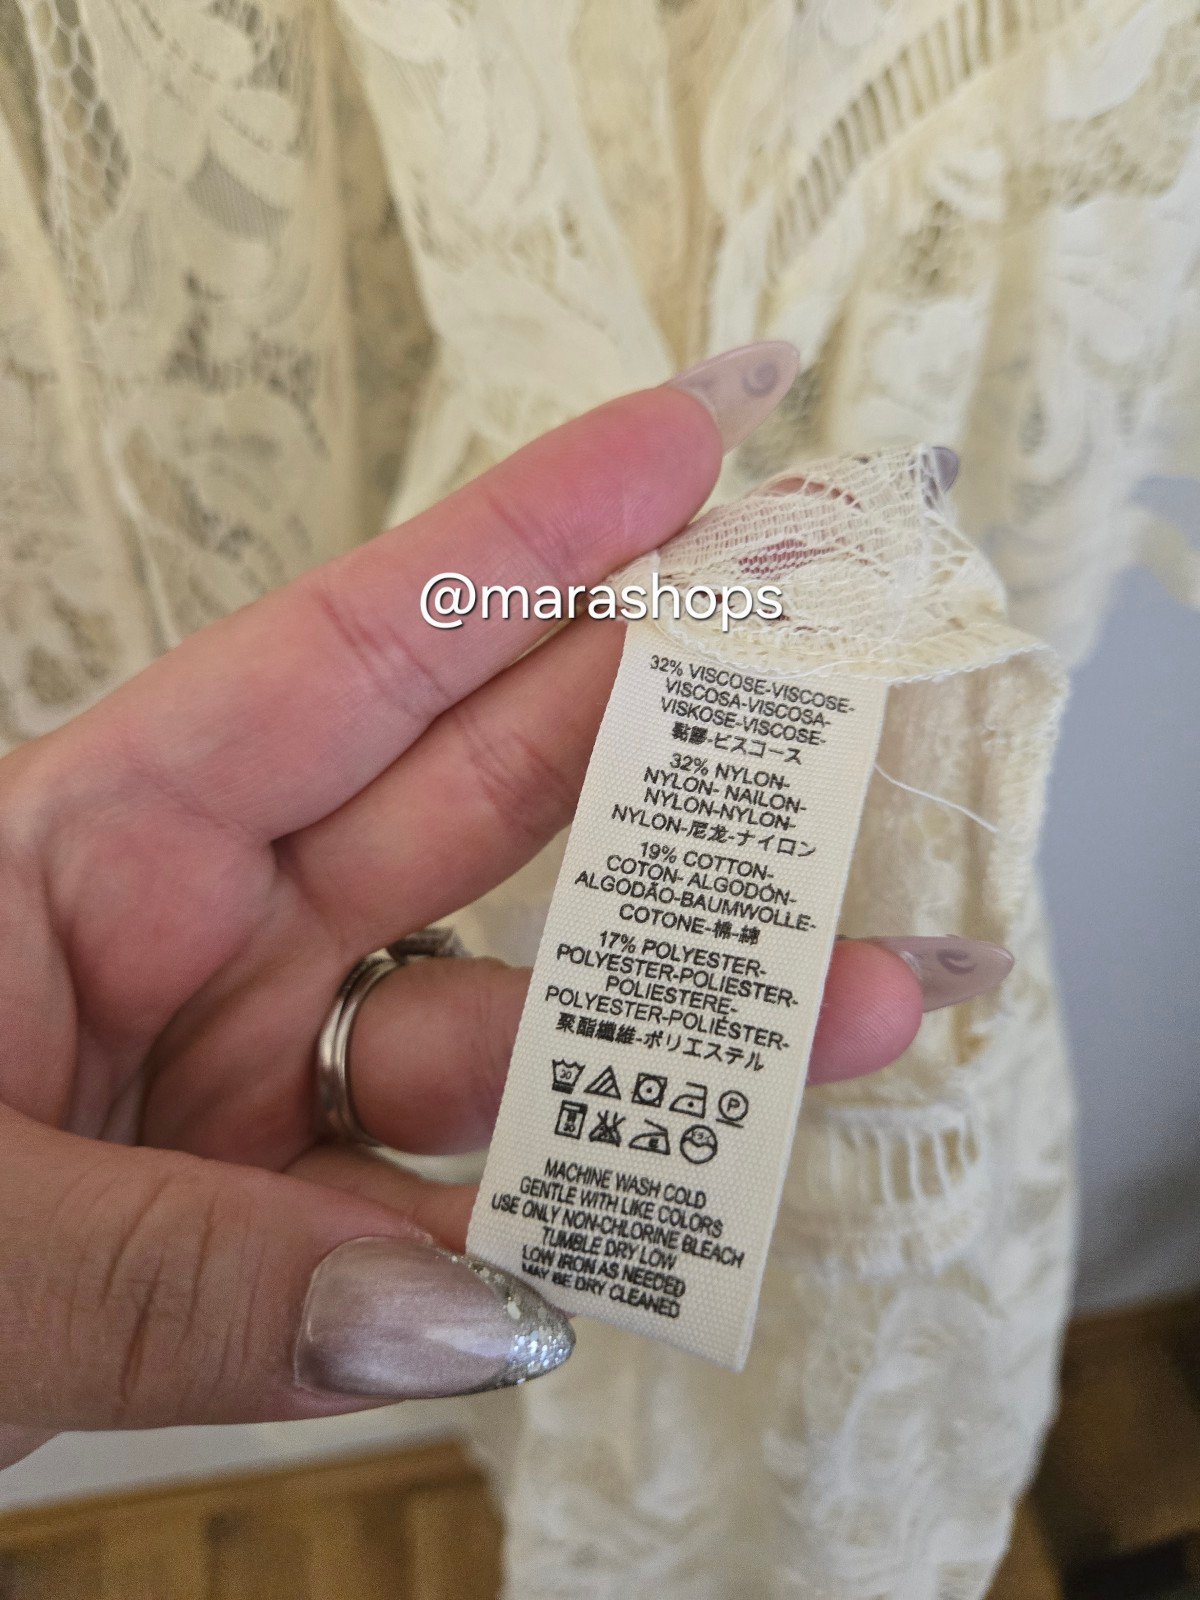 @marashops
32% VISCOSE-VISCOSE-
VISCOSA-VISCOSA-
VISKOSE-VISCOSE-
黏膠-ビスコース
32% NYLON-
NYLON- NAILON-
NYLON-NYLON-
NYLON-尼龙-ナイロン
19% COTTON-
COTON- ALGODÓN-
ALGODÃO-BAUMWOLLE-
COTONE-棉-綿
17% POLYESTER-
POLYESTER-POLIESTER-
POLIESTERE-
POLYESTER-POLIÉSTER-
聚酯纖維-ポリエステル
30
P
MACHINE WASH COLD
GENTLE WITH LIKE COLORS
USE ONLY NON-CHLORINE BLEACH
TUMBLE DRY LOW
LOW IRON AS NEEDED
MAY BE DRY CLEANED